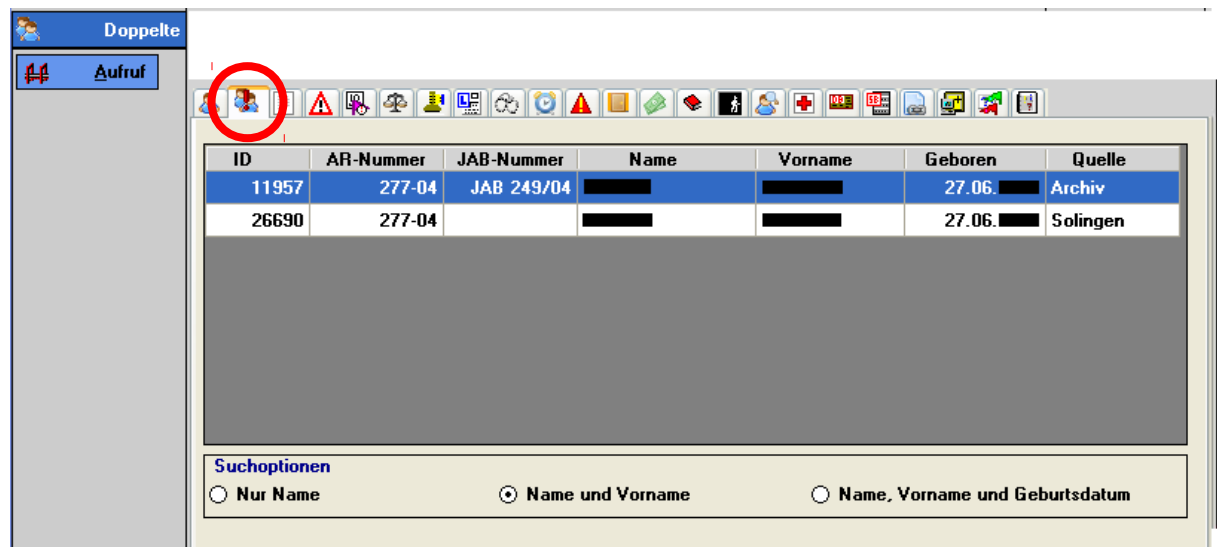 Doppelte
Aufruf
ID AR-Nummer JAB-Nummer Name Vorname Geboren Quelle
11957 277-04 JAB 249/04 27.06. Archiv
26690 277-04 27.06. Solingen
Suchoptionen
Nur Name Name und Vorname Name, Vorname und Geburtsdatum